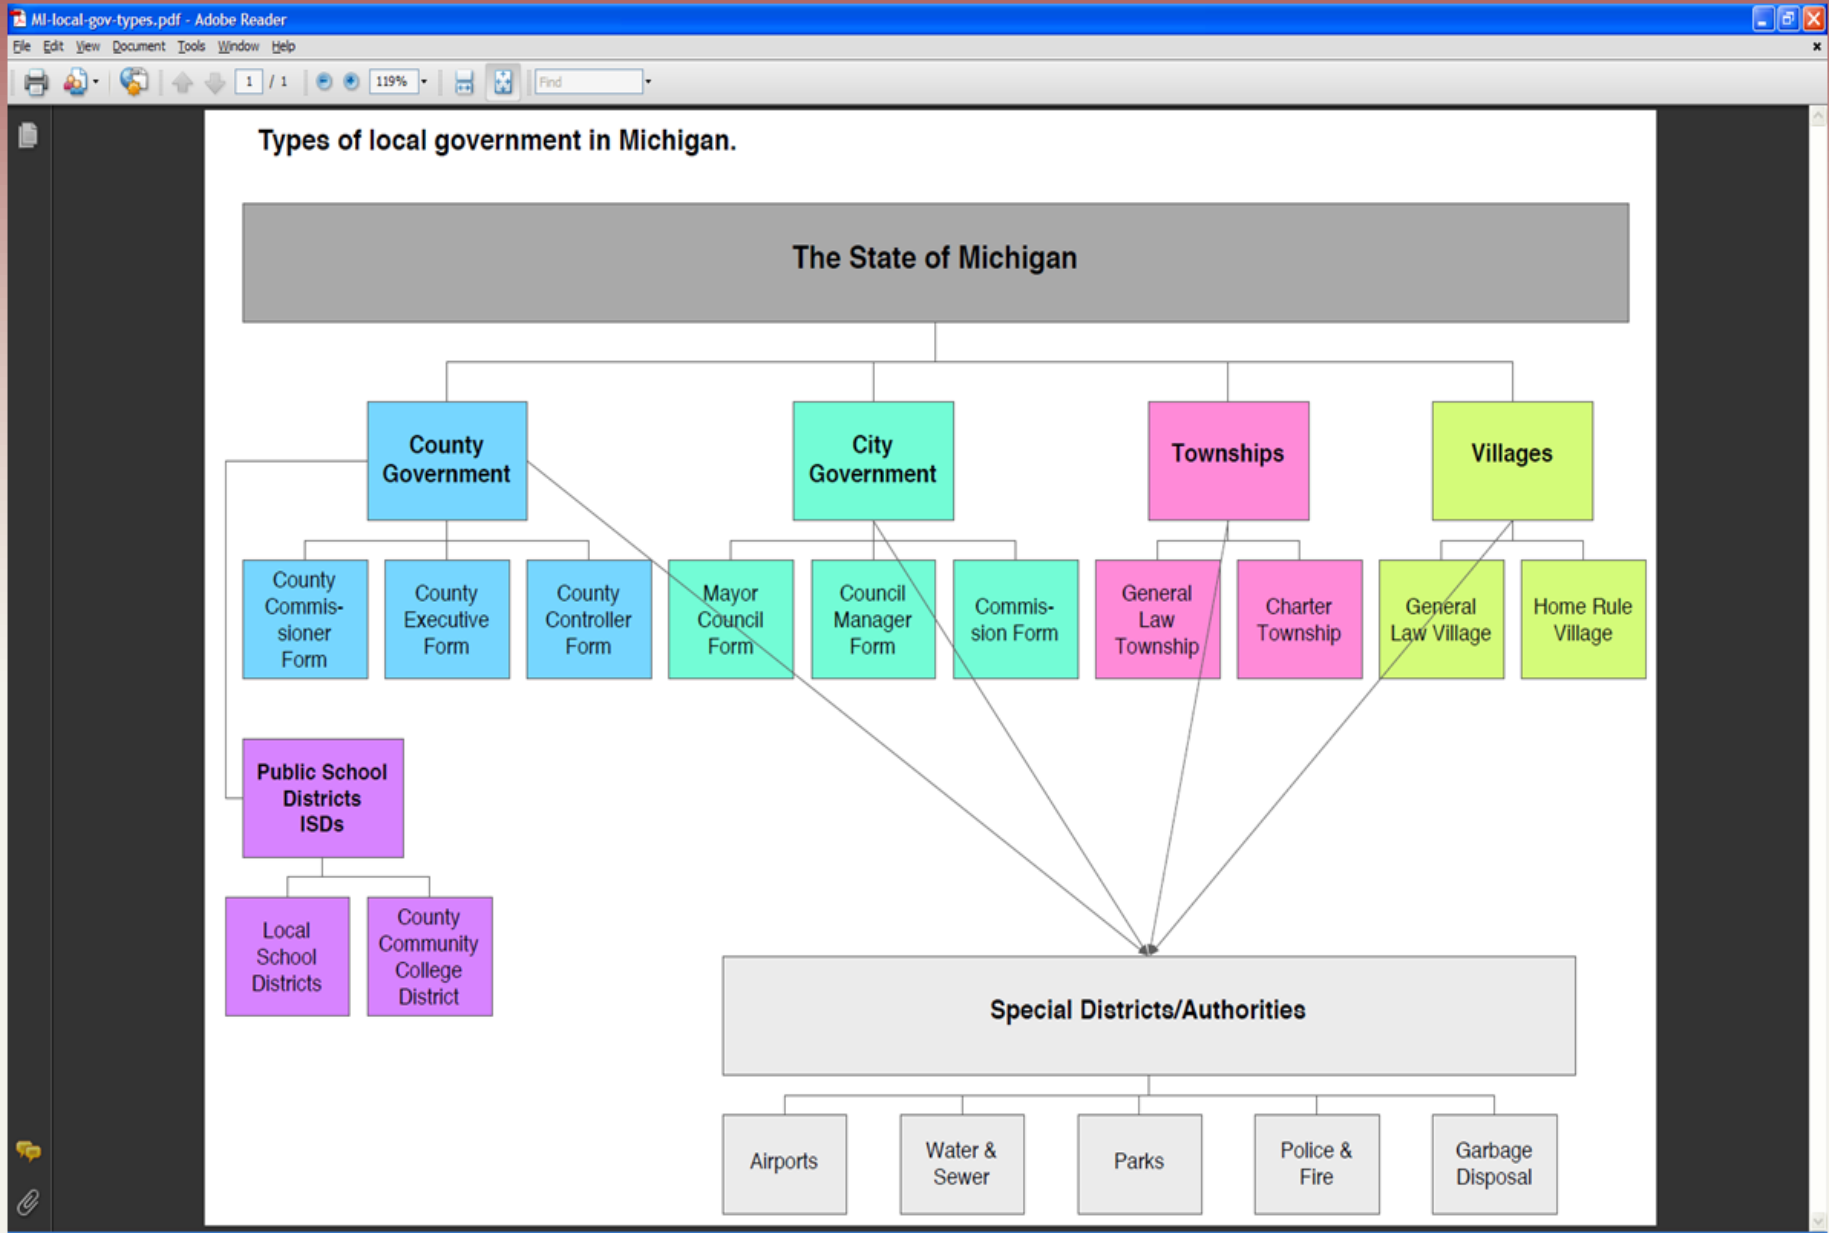 MI-local-gov-types.pdf - Adobe Reader
File Edit View Document Tools Window Help
1 / 1 119% Find
Types of local government in Michigan.
The State of Michigan
County
Government
City
Government
Townships
Villages
County
Commis-
sioner
Form
County
Executive
Form
County
Controller
Form
Mayor
Council
Form
Council
Manager
Form
Commis-
sion Form
General
Law
Township
Charter
Township
General
Law Village
Home Rule
Village
Public School
Districts
ISDs
Local
School
Districts
County
Community
College
District
Special Districts/Authorities
Airports
Water &
Sewer
Parks
Police &
Fire
Garbage
Disposal